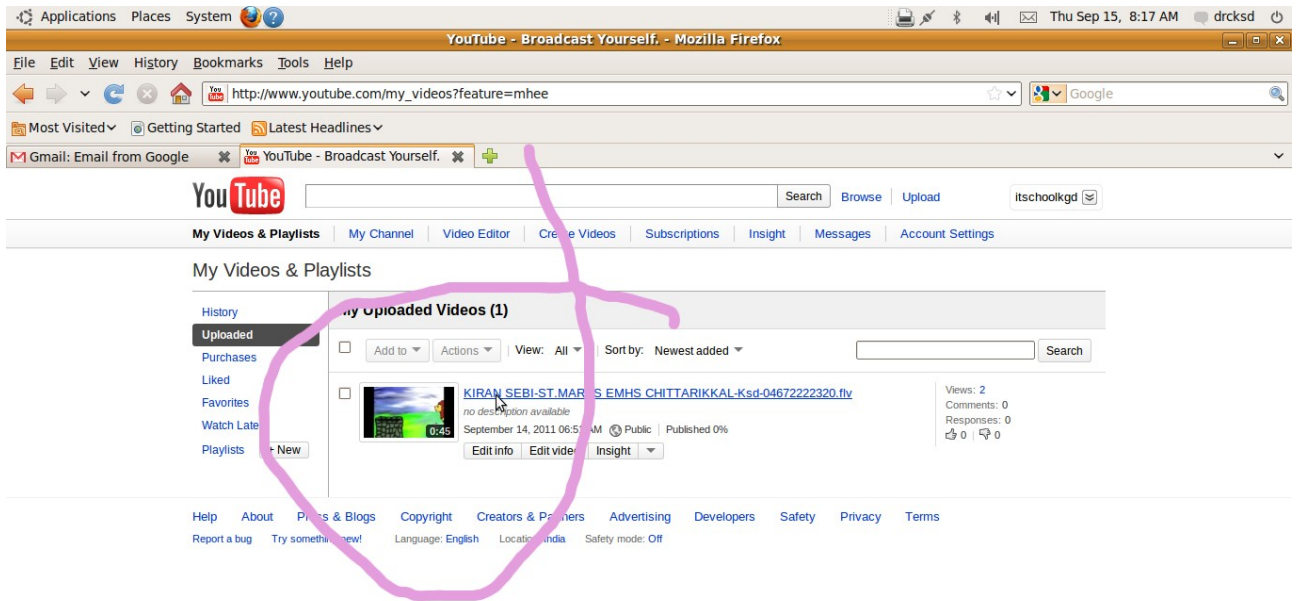 Applications Places System Thu Sep 15, 8:17 AM drcksd
YouTube - Broadcast Yourself. - Mozilla Firefox
File Edit View History Bookmarks Tools Help
http://www.youtube.com/my_videos?feature=mhee Google
Most Visited Getting Started Latest Headlines
Gmail: Email from Google YouTube - Broadcast Yourself.
YouTube Search Browse Upload itschoolkgd
My Videos & Playlists My Channel Video Editor Create Videos Subscriptions Insight Messages Account Settings
My Videos & Playlists
History
Uploaded
Purchases
Liked
Favorites
Watch Late
Playlists + New
My Uploaded Videos (1)
Add to Actions View: All Sort by: Newest added Search
KIRAN SEBI-ST.MARYS EMHS CHITTARIKKAL-Ksd-04672222320.flv
no description available
0:45 September 14, 2011 06:51 AM Public Published 0%
Edit info Edit video Insight
Views: 2
Comments: 0
Responses: 0
0 0
Help About Press & Blogs Copyright Creators & Partners Advertising Developers Safety Privacy Terms
Report a bug Try something new! Language: English Location: India Safety mode: Off